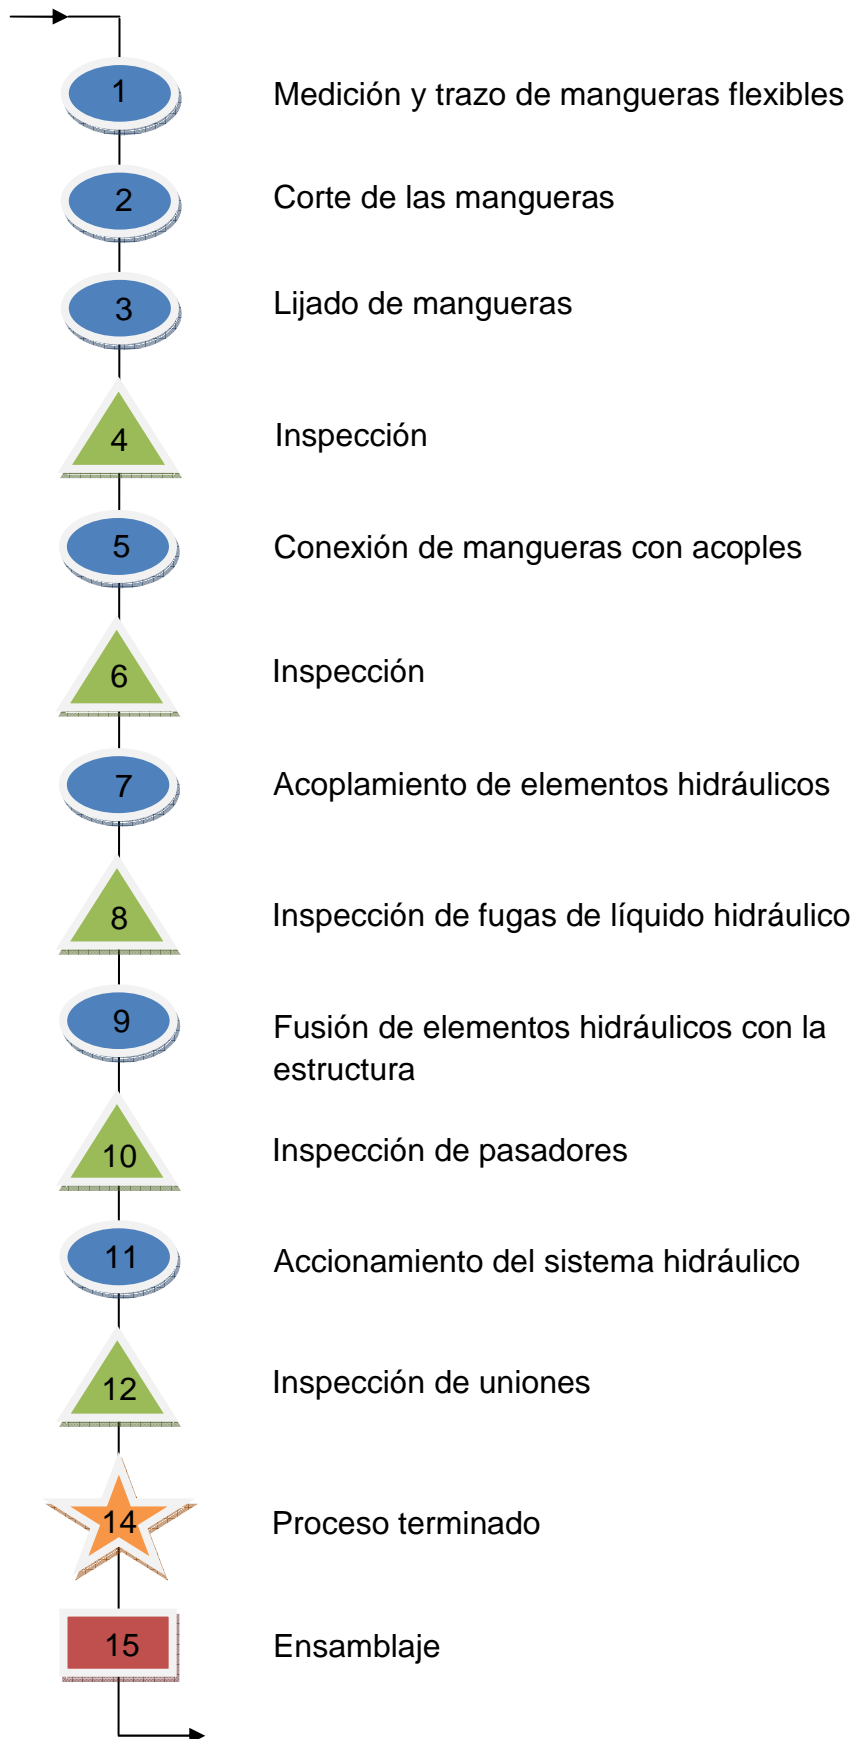 1 Medición y trazo de mangueras flexibles
2 Corte de las mangueras
3 Lijado de mangueras
4 Inspección
5 Conexión de mangueras con acoples
6 Inspección
7 Acoplamiento de elementos hidráulicos
8 Inspección de fugas de líquido hidráulico
9 Fusión de elementos hidráulicos con la
estructura
10 Inspección de pasadores
11 Accionamiento del sistema hidráulico
12 Inspección de uniones
14 Proceso terminado
15 Ensamblaje